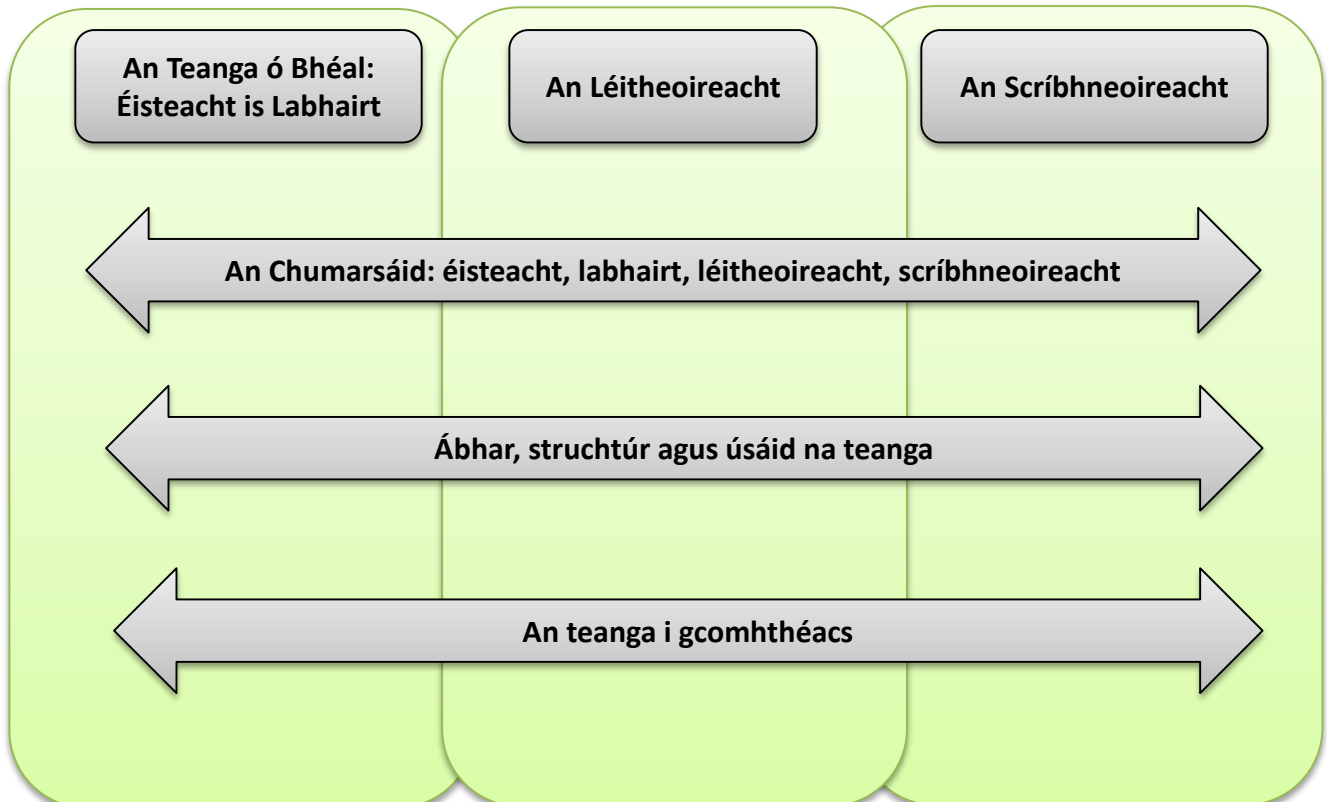 An Teanga ó Bhéal:
Éisteacht is Labhairt
An Léitheoireacht
An Scríbhneoireacht
An Chumarsáid: éisteacht, labhairt, léitheoireacht, scríbhneoireacht
Ábhar, struchtúr agus úsáid na teanga
An teanga i gcomhthéacs